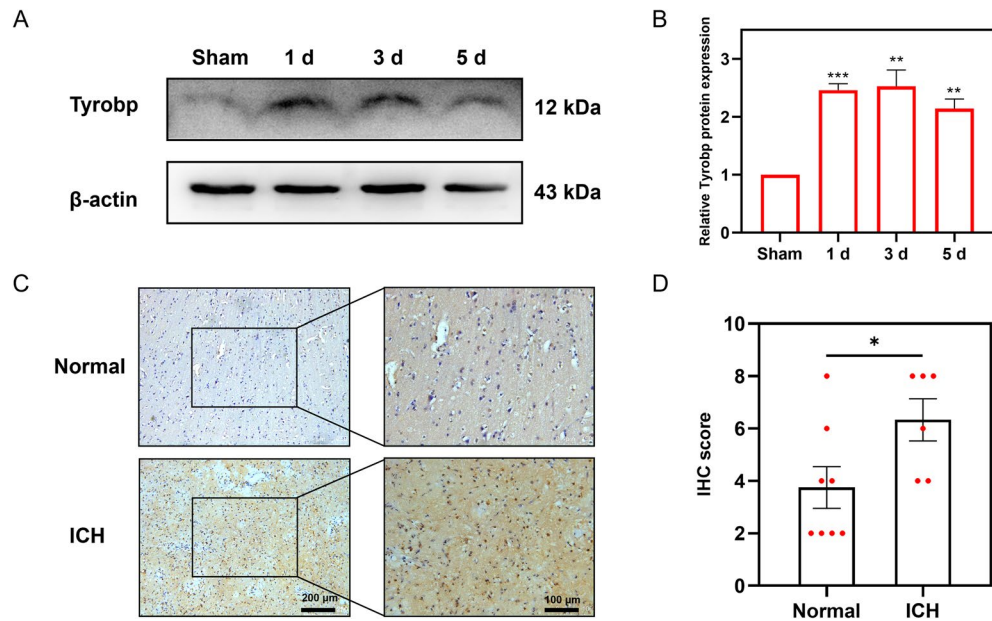 A
Sham 1 d 3 d 5 d
Tyrobp
12 kDa
β-actin
43 kDa
B
Relative Tyrobp protein expression
3
2
1
0
***
**
**
Sham 1 d 3 d 5 d
C
Normal
ICH
200 μm
100 μm
D
IHC score
10
8
6
4
2
0
*
Normal ICH